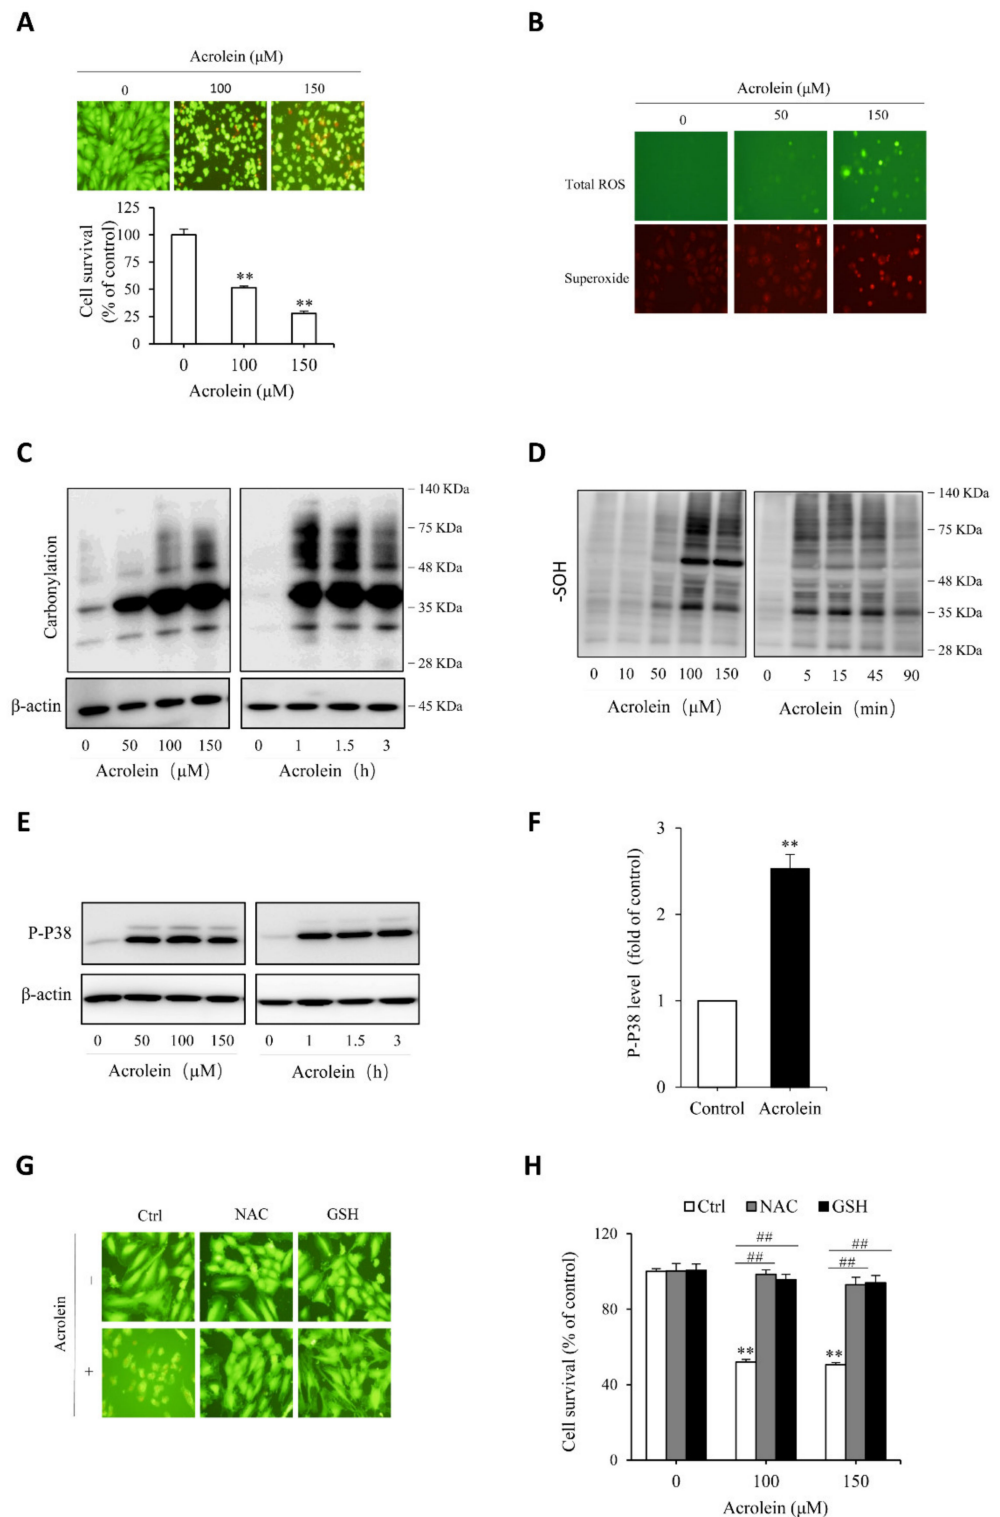 A
Acrolein (μM)
0 100 150
125
100
75
50
25
0
Cell survival
(% of control)
**
**
0 100 150
Acrolein (μM)
B
Acrolein (μM)
0 50 150
Total ROS
Superoxide
C
Carbonylation
– 140 KDa
– 75 KDa
– 48 KDa
– 35 KDa
– 28 KDa
β-actin
– 45 KDa
0 50 100 150 0 1 1.5 3
Acrolein (μM) Acrolein (h)
D
-SOH
– 140 KDa
– 75 KDa
– 48 KDa
– 35 KDa
– 28 KDa
0 10 50 100 150 0 5 15 45 90
Acrolein (μM) Acrolein (min)
E
P-P38
β-actin
0 50 100 150 0 1 1.5 3
Acrolein (μM) Acrolein (h)
F
P-P38 level (fold of control)
3
2
1
0
**
Control Acrolein
G
Ctrl NAC GSH
Acrolein
–
+
H
Ctrl NAC GSH
Cell survival (% of control)
120
80
40
0
##
##
##
##
**
**
0 100 150
Acrolein (μM)